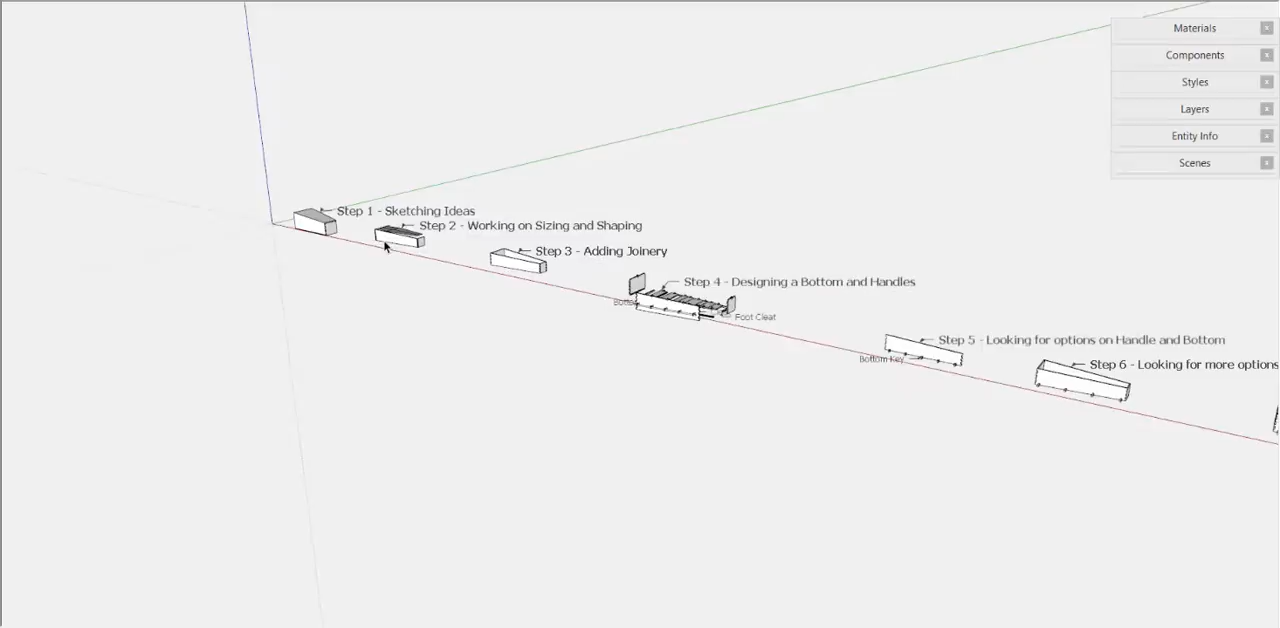 Materials
Components
Styles
Layers
Entity Info
Scenes
Step 1 - Sketching Ideas
Step 2 - Working on Sizing and Shaping
Step 3 - Adding Joinery
Step 4 - Designing a Bottom and Handles
Foot Cleat
Step 5 - Looking for options on Handle and Bottom
Bottom Key
Step 6 - Looking for more options